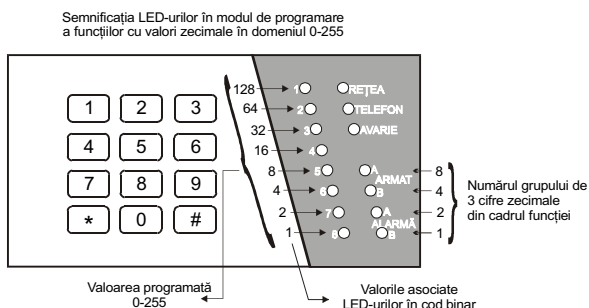 Semnificația LED-urilor în modul de programare
a funcțiilor cu valori zecimale în domeniul 0-255
128 1 REȚEA
1 2 3 64 2 TELEFON
32 3 AVARIE
4 5 6 16 4
8 5 A 8
ARMAT
7 8 9 4 6 B 4
* 0 # 2 7 A 2
ALARMĂ
1 8 B 1
Numărul grupului de
3 cifre zecimale
din cadrul funcției
Valoarea programată
0-255
Valorile asociate
LED-urilor în cod binar